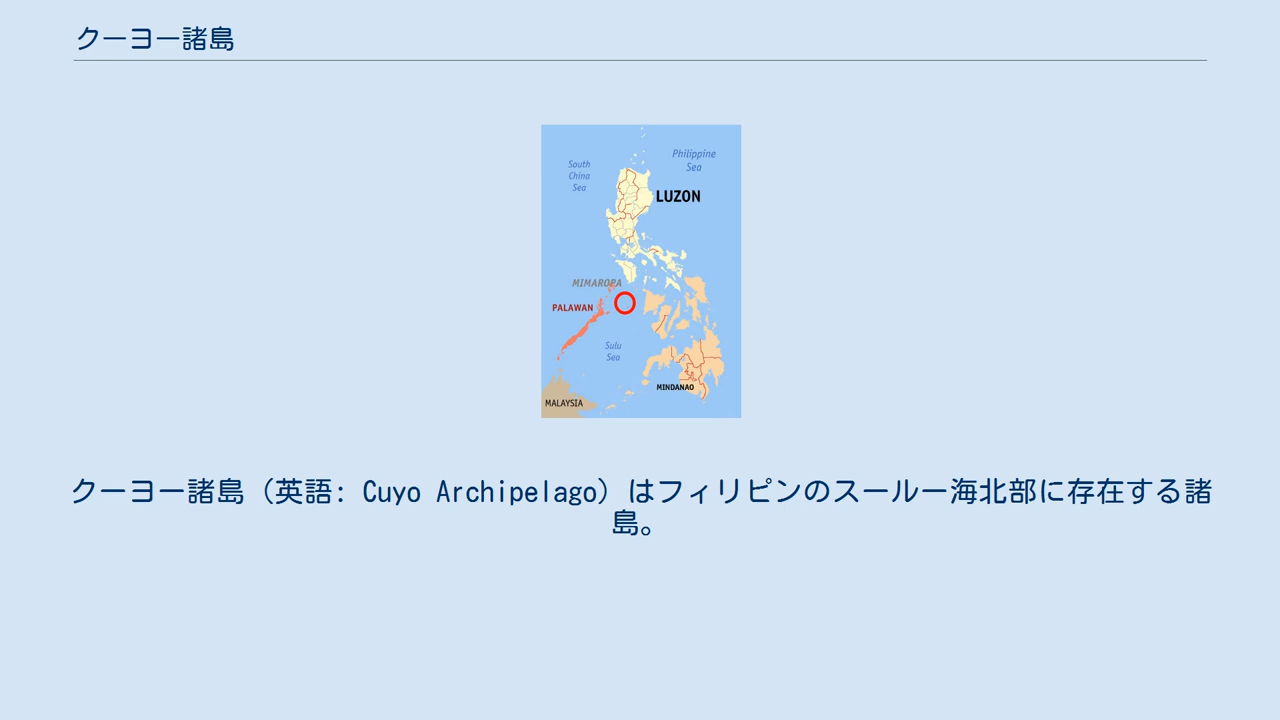 クーヨー諸島
Philippine
Sea
South
China
Sea
LUZON
MIMAROPA
PALAWAN
Sulu
Sea
MINDANAO
MALAYSIA
クーヨー諸島（英語: Cuyo Archipelago）はフィリピンのスールー海北部に存在する諸
島。